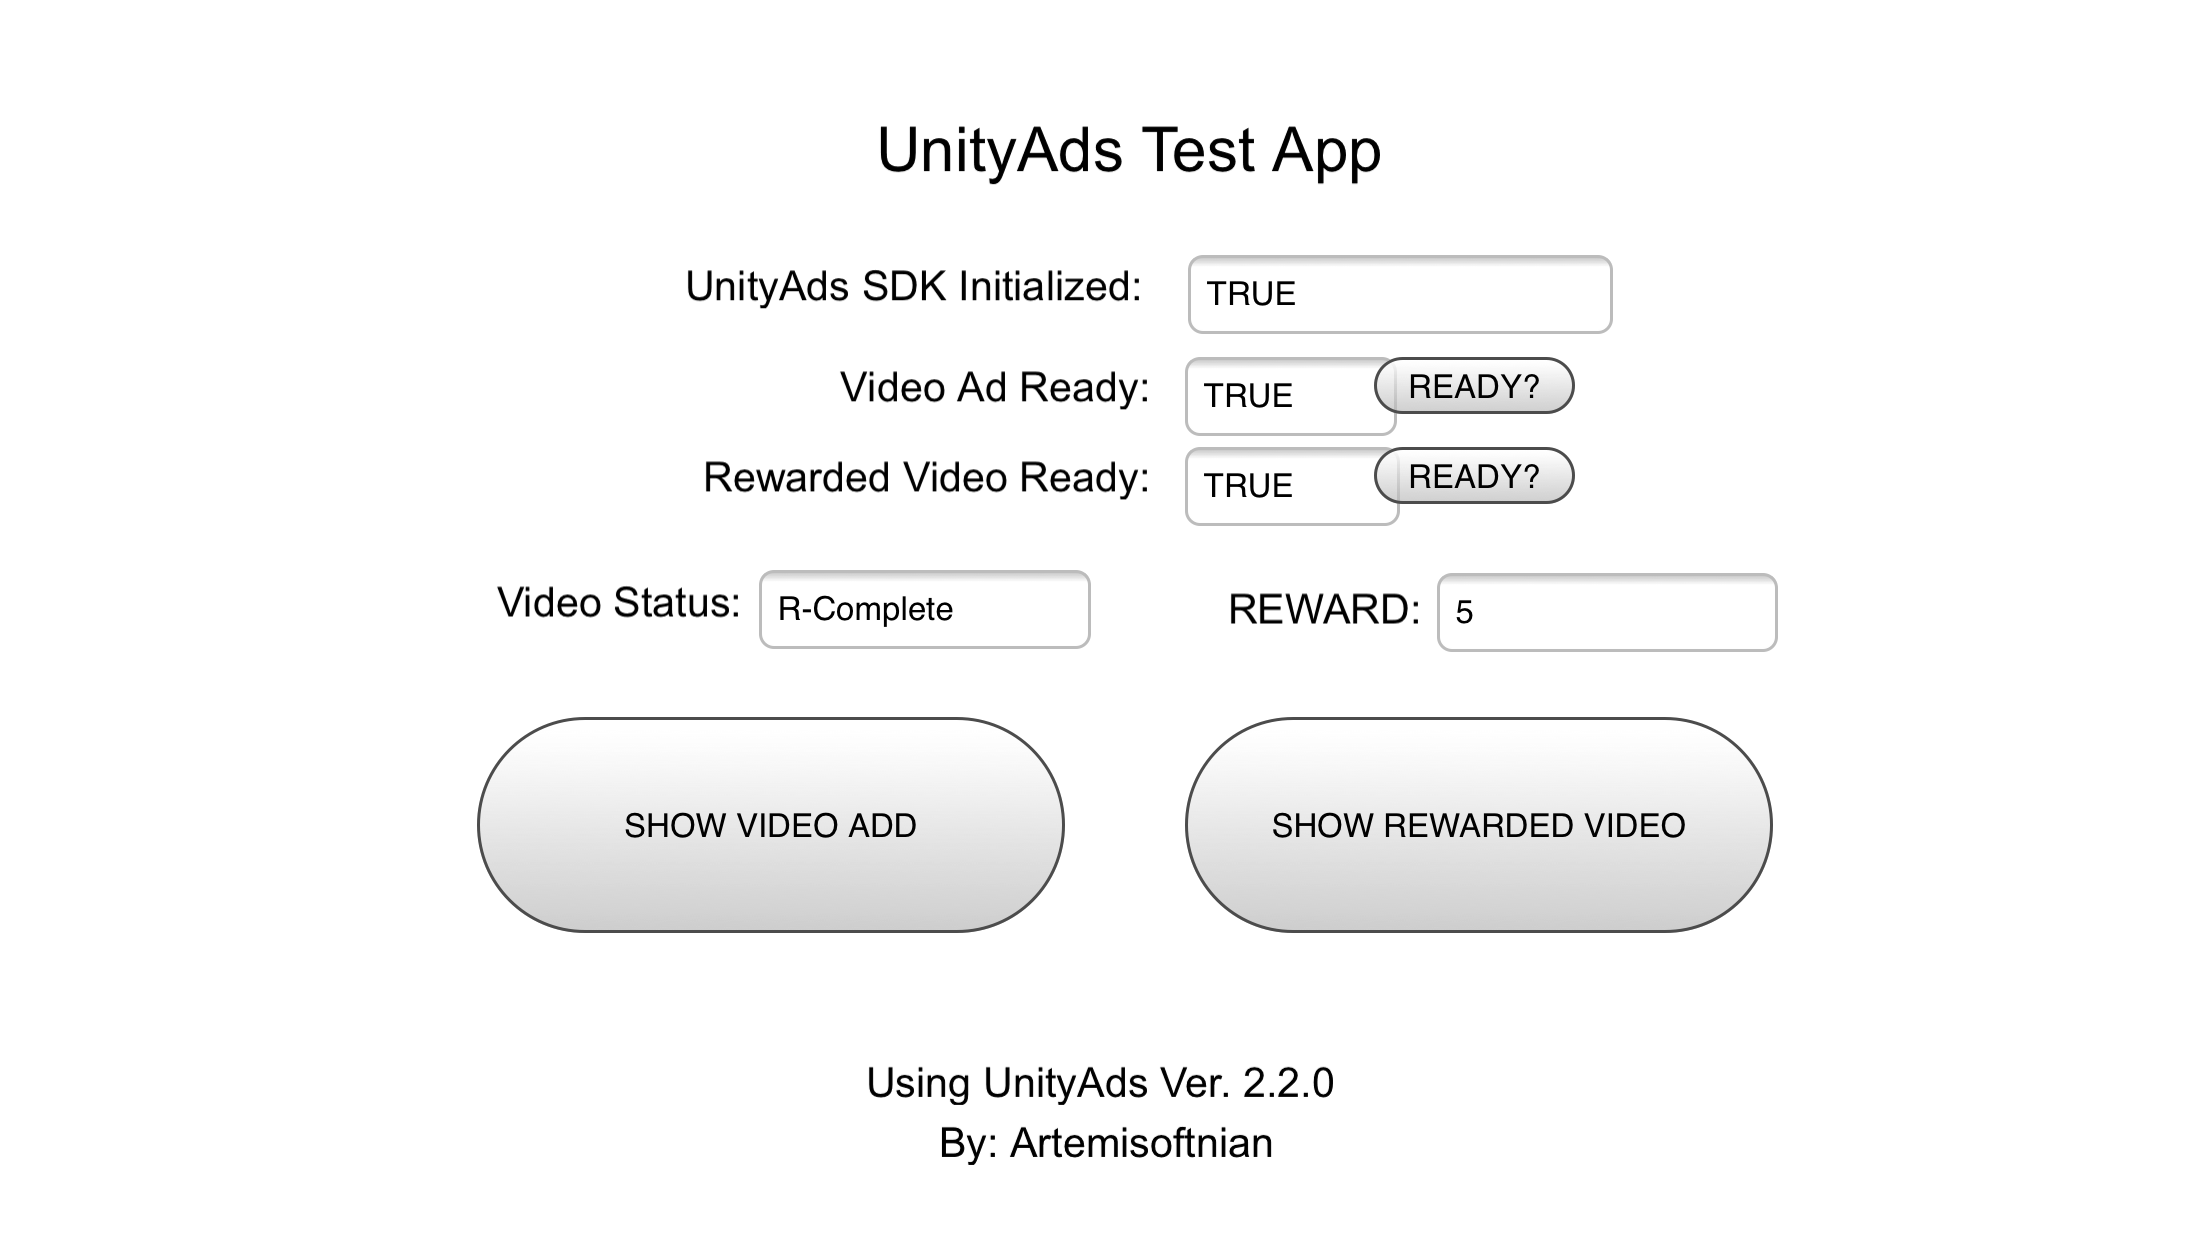 UnityAds Test App
UnityAds SDK Initialized: TRUE
Video Ad Ready: TRUE READY?
Rewarded Video Ready: TRUE READY?
Video Status: R-Complete REWARD: 5
SHOW VIDEO ADD SHOW REWARDED VIDEO
Using UnityAds Ver. 2.2.0
By: Artemisoftnian